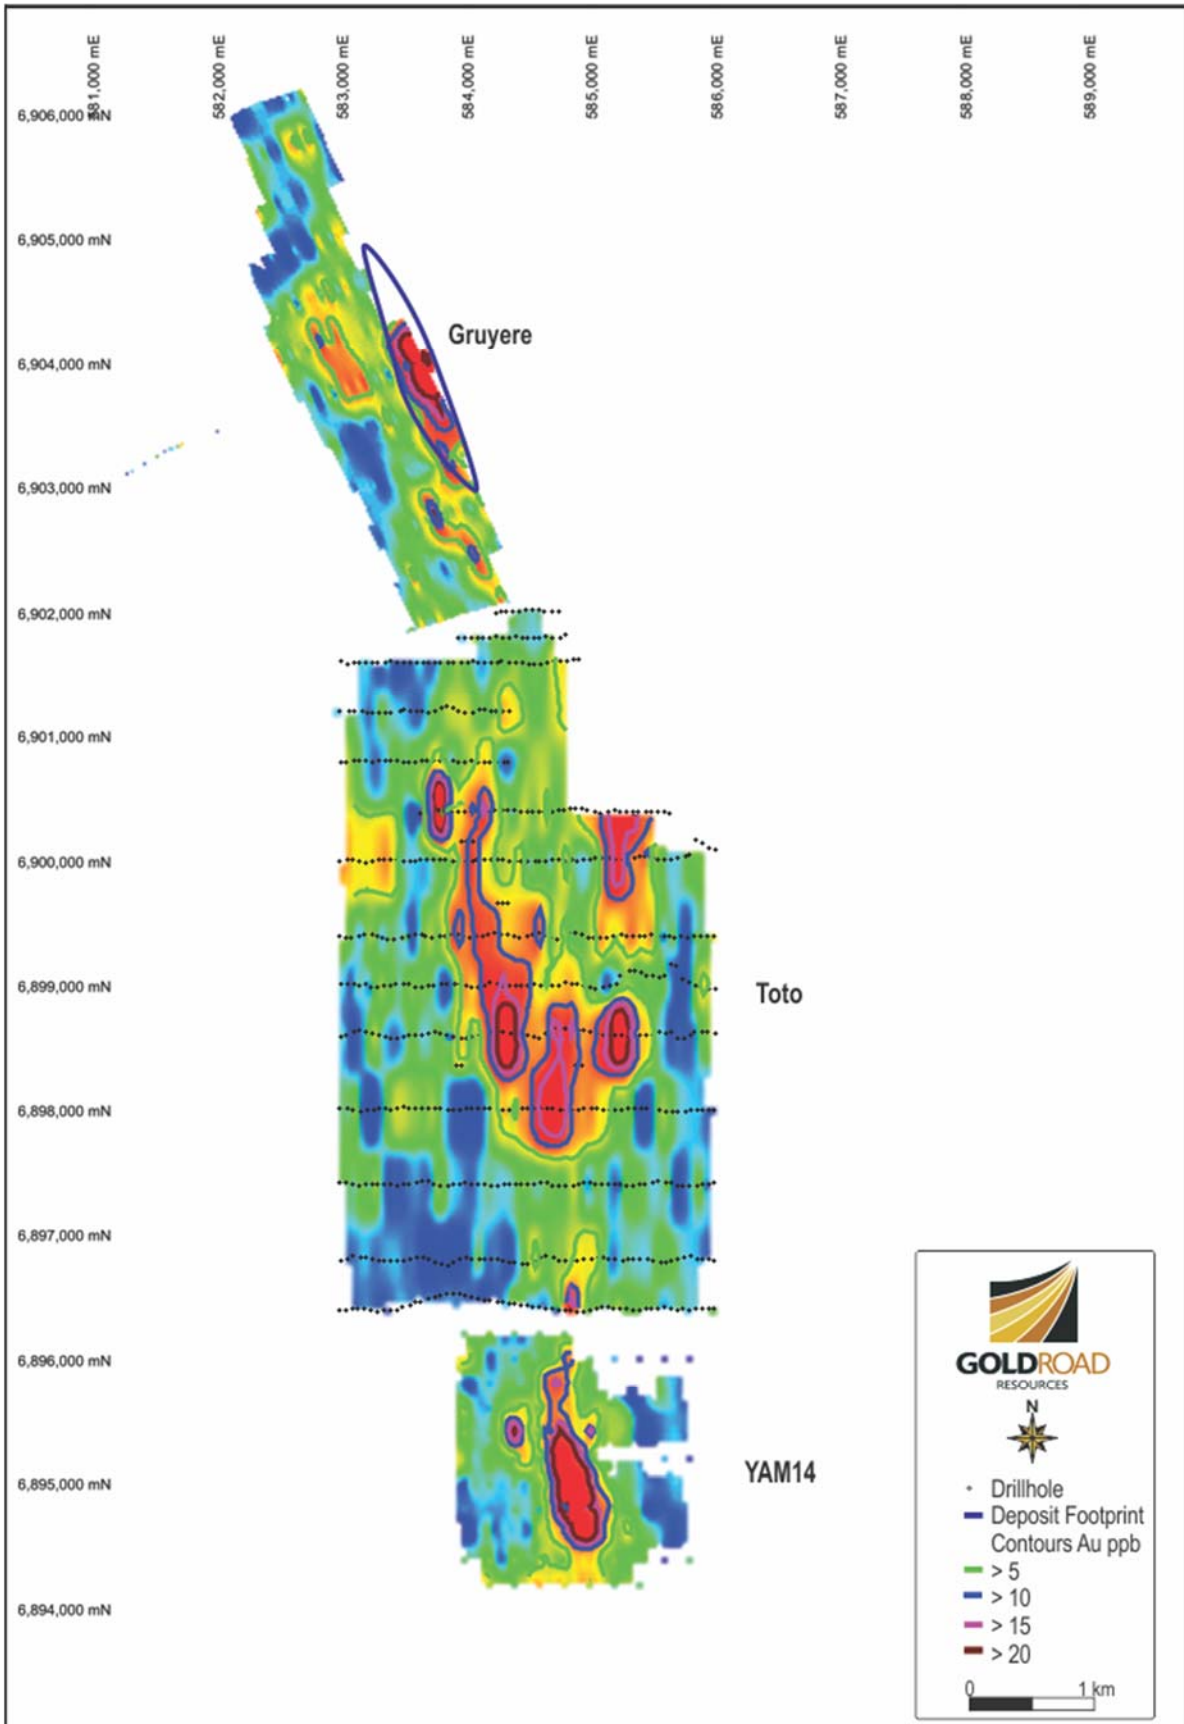 581,000 mE
582,000 mE
583,000 mE
584,000 mE
585,000 mE
586,000 mE
587,000 mE
588,000 mE
589,000 mE
6,906,000 mN
6,905,000 mN
Gruyere
6,904,000 mN
6,903,000 mN
6,902,000 mN
6,901,000 mN
6,900,000 mN
6,899,000 mN
Toto
6,898,000 mN
6,897,000 mN
6,896,000 mN
6,895,000 mN
YAM14
6,894,000 mN
GOLDROAD
RESOURCES
N
Drillhole
Deposit Footprint
Contours Au ppb
> 5
> 10
> 15
> 20
0 1 km